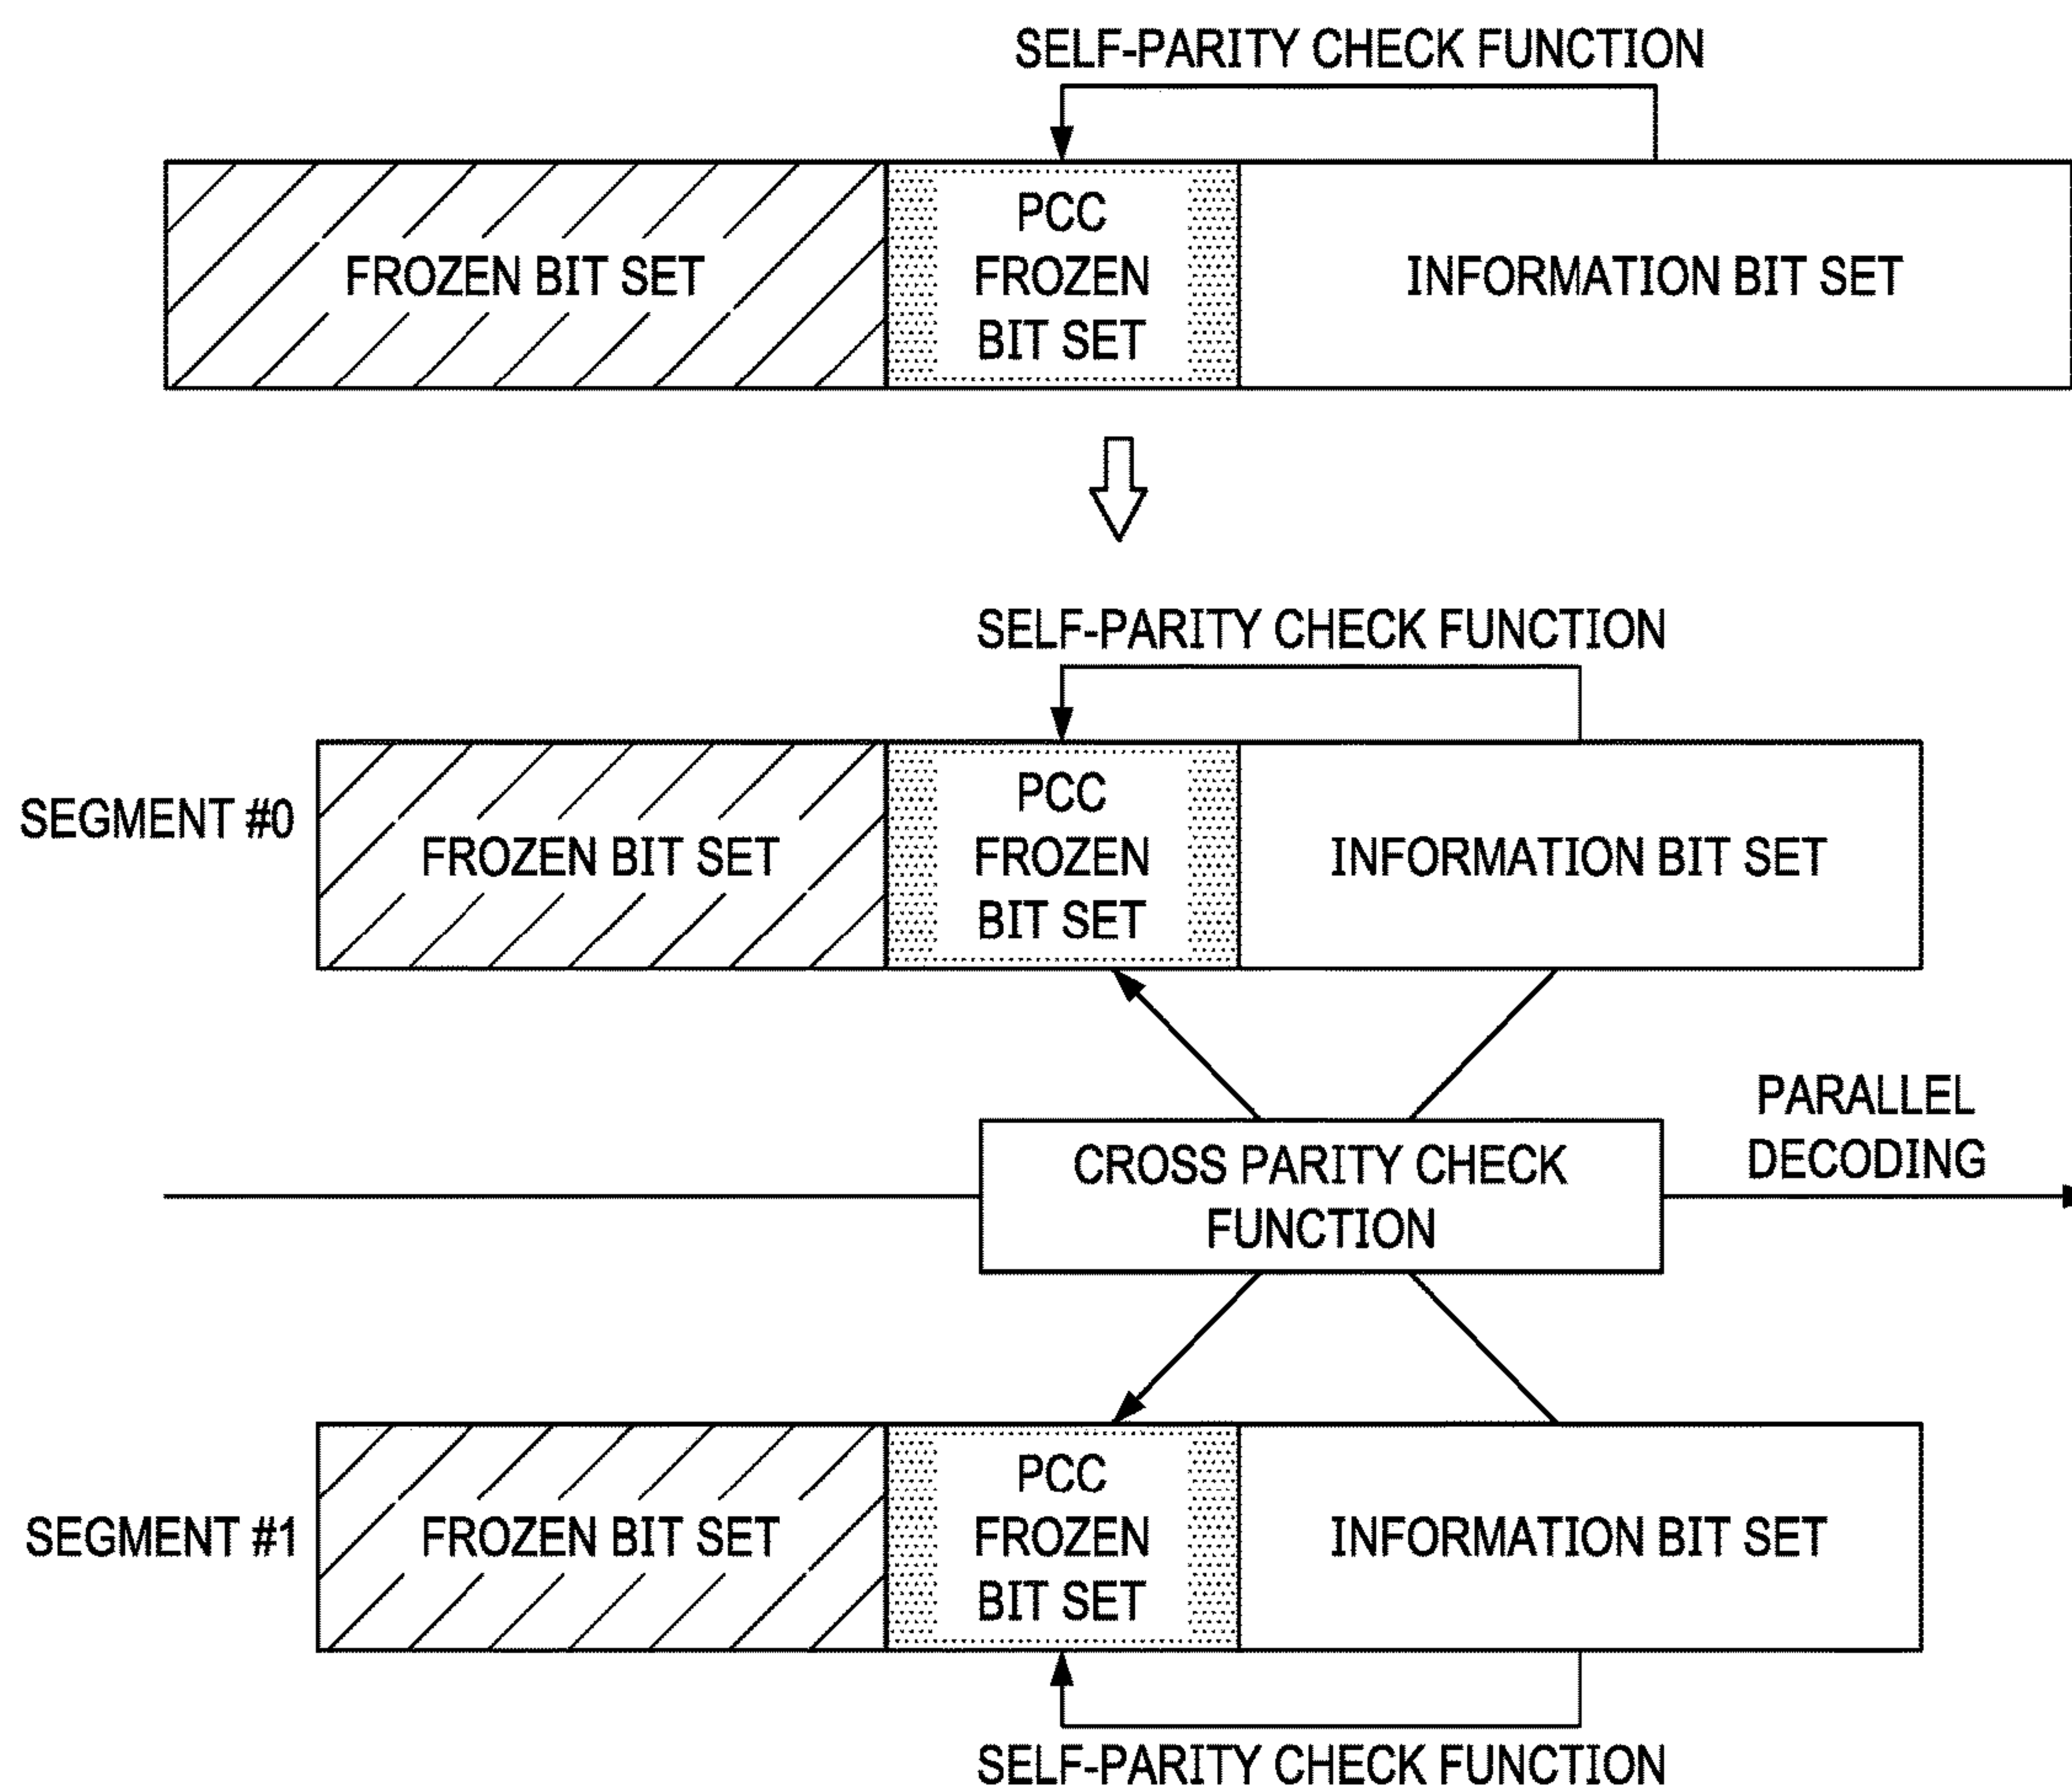 SELF-PARITY CHECK FUNCTION
FROZEN BIT SET
PCC
FROZEN
BIT SET
INFORMATION BIT SET
SELF-PARITY CHECK FUNCTION
SEGMENT #0
FROZEN BIT SET
PCC
FROZEN
BIT SET
INFORMATION BIT SET
CROSS PARITY CHECK
FUNCTION
PARALLEL
DECODING
SEGMENT #1
FROZEN BIT SET
PCC
FROZEN
BIT SET
INFORMATION BIT SET
SELF-PARITY CHECK FUNCTION